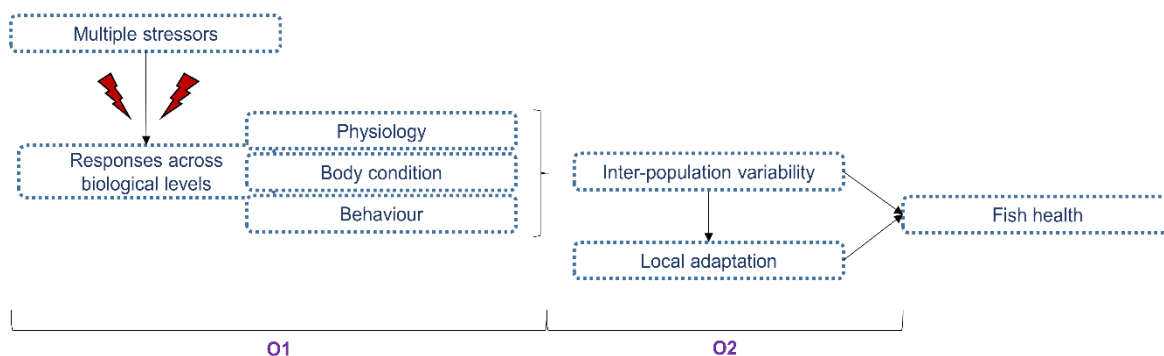 Multiple stressors
Responses across
biological levels
Physiology
Body condition
Behaviour
Inter-population variability
Local adaptation
Fish health
O1
O2